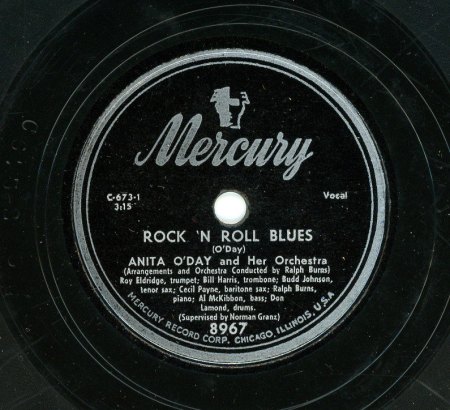 Mercury
C-673-1
3:15
Vocal
ROCK 'N ROLL BLUES
(O'Day)
ANITA O'DAY and Her Orchestra
(Arrangements and Orchestra Conducted by Ralph Burns)
Roy Eldridge, trumpet; Bill Harris, trombone; Budd Johnson,
tenor sax; Cecil Payne, baritone sax; Ralph Burns,
piano; Al McKibbon, bass; Don
Lamond, drums.
(Supervised by Norman Granz)
8967
MERCURY RECORD CORP. CHICAGO, ILLINOIS, U.S.A